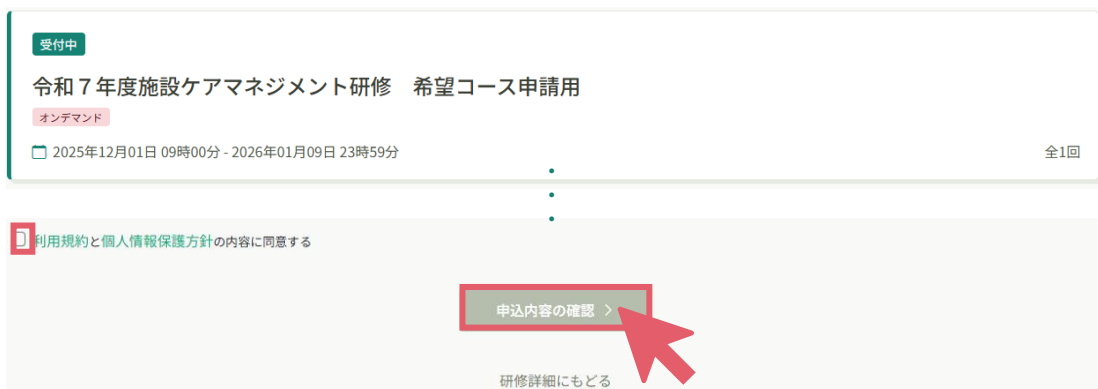 受付中
令和７年度施設ケアマネジメント研修　希望コース申請用
オンデマンド
2025年12月01日 09時00分 - 2026年01月09日 23時59分
全1回
利用規約と個人情報保護方針の内容に同意する
申込内容の確認
研修詳細にもどる